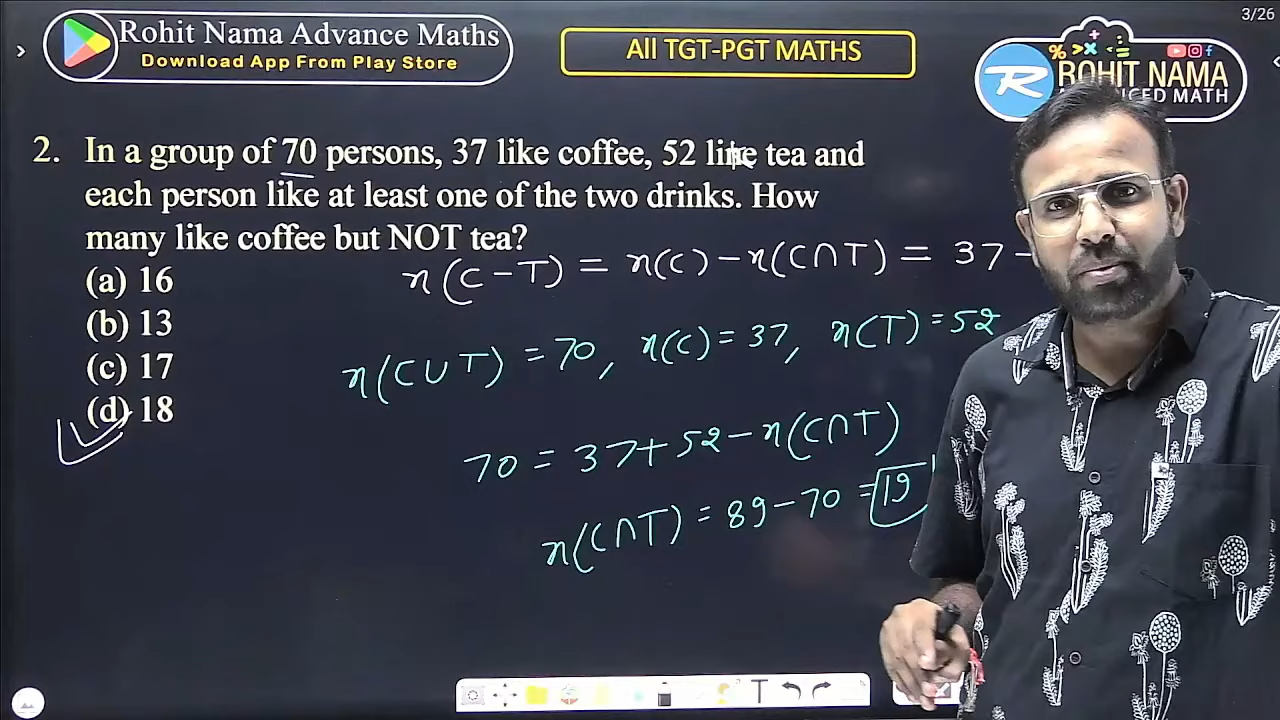 3/26
Rohit Nama Advance Maths
Download App From Play Store
All TGT-PGT MATHS
ROHIT NAMA
NCED MATH
2. In a group of 70 persons, 37 like coffee, 52 like tea and
each person like at least one of the two drinks. How
many like coffee but NOT tea?
(a) 16
(b) 13
(c) 17
(d) 18
n(C-T) = n(C) - n(C∩T) = 37 -
n(C∪T) = 70, n(C) = 37, n(T) = 52
70 = 37 + 52 - n(C∩T)
n(C∩T) = 89 - 70 = 19